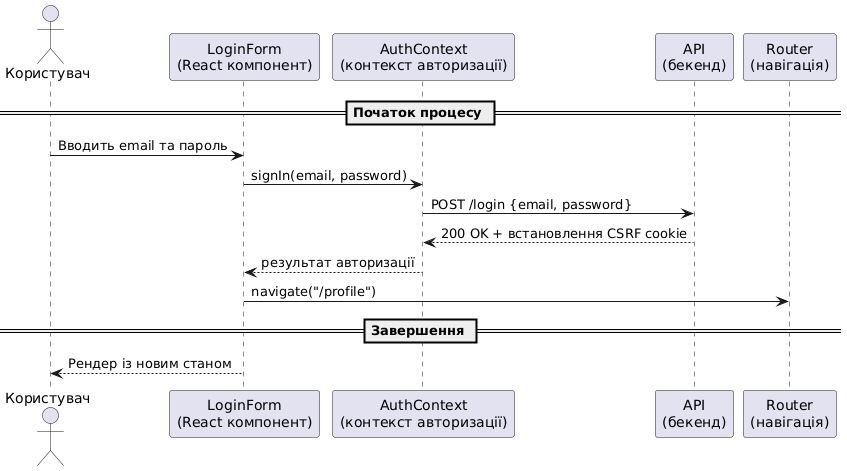 Користувач
LoginForm
(React компонент)
AuthContext
(контекст авторизації)
API
(бекенд)
Router
(навігація)
Початок процесу
Вводить email та пароль
signIn(email, password)
POST /login {email, password}
200 OK + встановлення CSRF cookie
результат авторизації
navigate("/profile")
Завершення
Рендер із новим станом
Користувач
LoginForm
(React компонент)
AuthContext
(контекст авторизації)
API
(бекенд)
Router
(навігація)